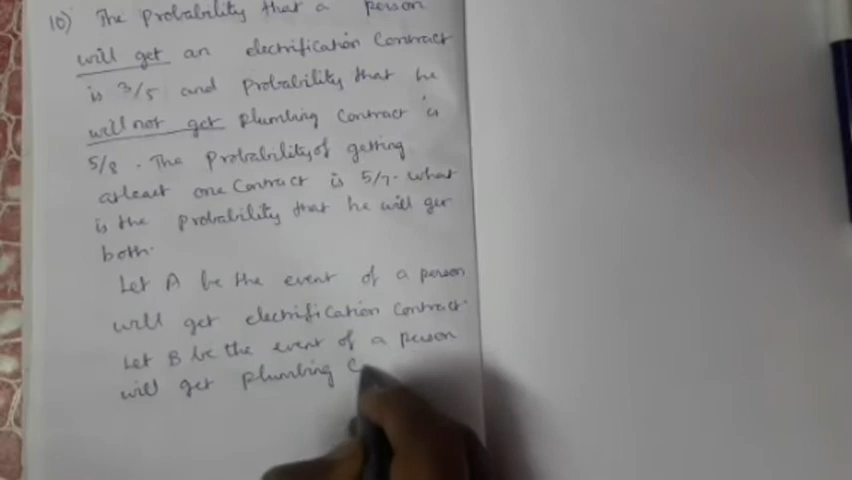 10) The Probability that a person
will get an electrification Contract
is 3/5 and Probability that he
will not get plumbing Contract is
5/8. The Probability of getting
atleast one Contract is 5/7. what
is the probability that he will get
both.
Let A be the event of a person
will get electrification Contract.
Let B be the event of a person
will get plumbing C